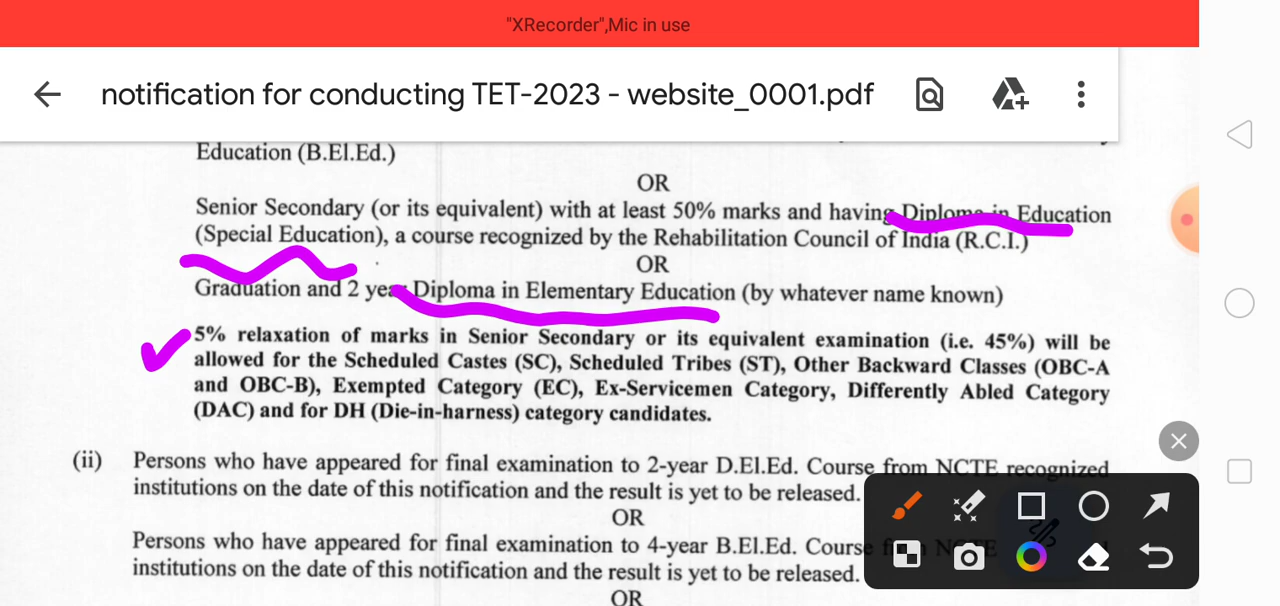 "XRecorder",Mic in use
notification for conducting TET-2023 - website_0001.pdf
Education (B.El.Ed.)
OR
Senior Secondary (or its equivalent) with at least 50% marks and having Diploma in Education
(Special Education), a course recognized by the Rehabilitation Council of India (R.C.I.)
OR
Graduation and 2 year Diploma in Elementary Education (by whatever name known)
5% relaxation of marks in Senior Secondary or its equivalent examination (i.e. 45%) will be
allowed for the Scheduled Castes (SC), Scheduled Tribes (ST), Other Backward Classes (OBC-A
and OBC-B), Exempted Category (EC), Ex-Servicemen Category, Differently Abled Category
(DAC) and for DH (Die-in-harness) category candidates.
(ii) Persons who have appeared for final examination to 2-year D.El.Ed. Course from NCTE recognized
institutions on the date of this notification and the result is yet to be released.
OR
Persons who have appeared for final examination to 4-year B.El.Ed. Course
institutions on the date of this notification and the result is yet to be released.
OR